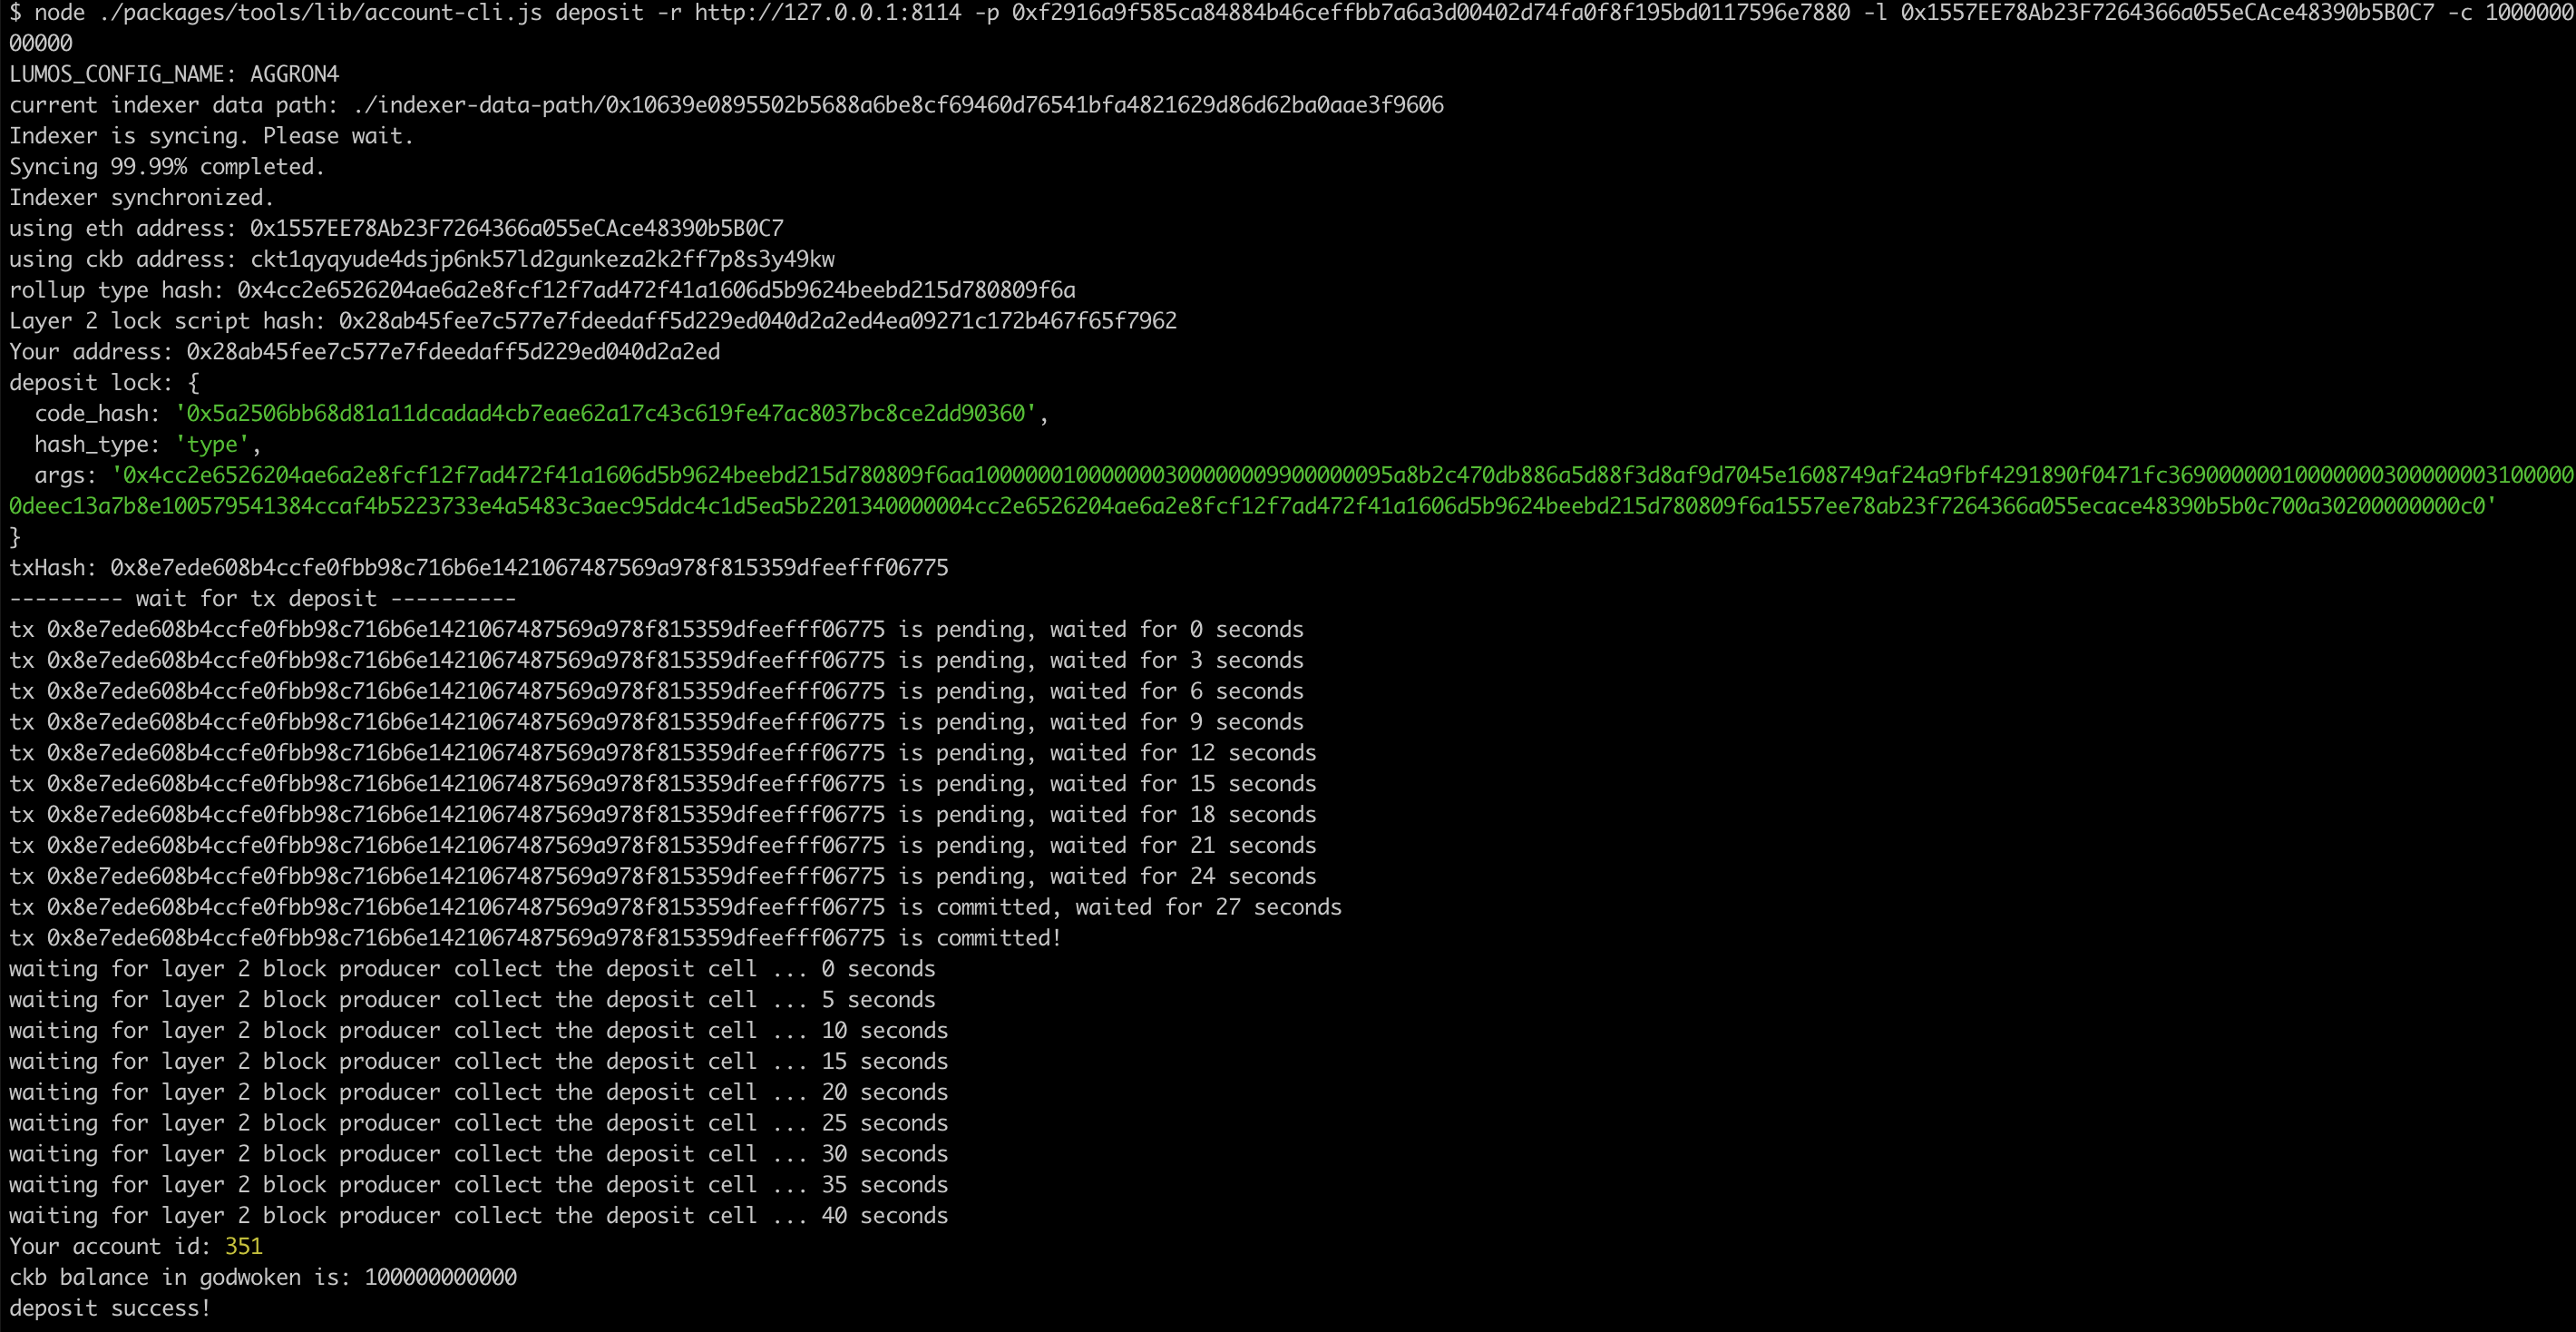 $ node ./packages/tools/lib/account-cli.js deposit -r http://127.0.0.1:8114 -p 0xf2916a9f585ca84884b46ceffbb7a6a3d00402d74fa0f8f195bd0117596e7880 -l 0x1557EE78Ab23F7264366a055eCAce48390b5B0C7 -c 1000000
00000
LUMOS_CONFIG_NAME: AGGRON4
current indexer data path: ./indexer-data-path/0x10639e0895502b5688a6be8cf69460d76541bfa4821629d86d62ba0aae3f9606
Indexer is syncing. Please wait.
Syncing 99.99% completed.
Indexer synchronized.
using eth address: 0x1557EE78Ab23F7264366a055eCAce48390b5B0C7
using ckb address: ckt1qyqyude4dsjp6nk57ld2gunkeza2k2ff7p8s3y49kw
rollup type hash: 0x4cc2e6526204ae6a2e8fcf12f7ad472f41a1606d5b9624beebd215d780809f6a
Layer 2 lock script hash: 0x28ab45fee7c577e7fdeedaff5d229ed040d2a2ed4ea09271c172b467f65f7962
Your address: 0x28ab45fee7c577e7fdeedaff5d229ed040d2a2ed
deposit lock: {
  code_hash: '0x5a2506bb68d81a11dcadad4cb7eae62a17c43c619fe47ac8037bc8ce2dd90360',
  hash_type: 'type',
  args: '0x4cc2e6526204ae6a2e8fcf12f7ad472f41a1606d5b9624beebd215d780809f6aa10000001000000030000009900000095a8b2c470db886a5d88f3d8af9d7045e1608749af24a9fbf4291890f0471fc3690000000100000003000000031000000
0deec13a7b8e100579541384ccaf4b5223733e4a5483c3aec95ddc4c1d5ea5b2201340000004cc2e6526204ae6a2e8fcf12f7ad472f41a1606d5b9624beebd215d780809f6a1557ee78ab23f7264366a055ecace48390b5b0c700a30200000000c0'
}
txHash: 0x8e7ede608b4ccfe0fbb98c716b6e1421067487569a978f815359dfeefff06775
--------- wait for tx deposit ----------
tx 0x8e7ede608b4ccfe0fbb98c716b6e1421067487569a978f815359dfeefff06775 is pending, waited for 0 seconds
tx 0x8e7ede608b4ccfe0fbb98c716b6e1421067487569a978f815359dfeefff06775 is pending, waited for 3 seconds
tx 0x8e7ede608b4ccfe0fbb98c716b6e1421067487569a978f815359dfeefff06775 is pending, waited for 6 seconds
tx 0x8e7ede608b4ccfe0fbb98c716b6e1421067487569a978f815359dfeefff06775 is pending, waited for 9 seconds
tx 0x8e7ede608b4ccfe0fbb98c716b6e1421067487569a978f815359dfeefff06775 is pending, waited for 12 seconds
tx 0x8e7ede608b4ccfe0fbb98c716b6e1421067487569a978f815359dfeefff06775 is pending, waited for 15 seconds
tx 0x8e7ede608b4ccfe0fbb98c716b6e1421067487569a978f815359dfeefff06775 is pending, waited for 18 seconds
tx 0x8e7ede608b4ccfe0fbb98c716b6e1421067487569a978f815359dfeefff06775 is pending, waited for 21 seconds
tx 0x8e7ede608b4ccfe0fbb98c716b6e1421067487569a978f815359dfeefff06775 is pending, waited for 24 seconds
tx 0x8e7ede608b4ccfe0fbb98c716b6e1421067487569a978f815359dfeefff06775 is committed, waited for 27 seconds
tx 0x8e7ede608b4ccfe0fbb98c716b6e1421067487569a978f815359dfeefff06775 is committed!
waiting for layer 2 block producer collect the deposit cell ... 0 seconds
waiting for layer 2 block producer collect the deposit cell ... 5 seconds
waiting for layer 2 block producer collect the deposit cell ... 10 seconds
waiting for layer 2 block producer collect the deposit cell ... 15 seconds
waiting for layer 2 block producer collect the deposit cell ... 20 seconds
waiting for layer 2 block producer collect the deposit cell ... 25 seconds
waiting for layer 2 block producer collect the deposit cell ... 30 seconds
waiting for layer 2 block producer collect the deposit cell ... 35 seconds
waiting for layer 2 block producer collect the deposit cell ... 40 seconds
Your account id: 351
ckb balance in godwoken is: 100000000000
deposit success!